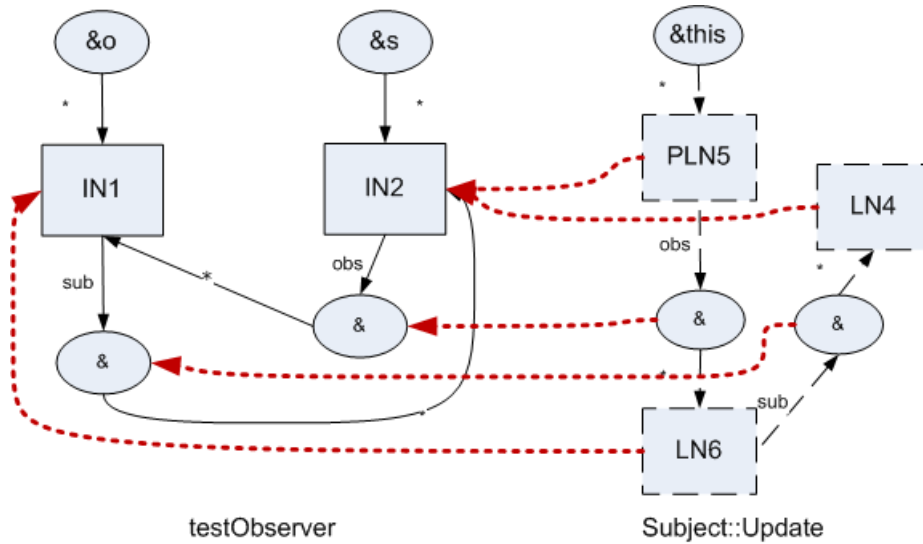 &o
&s
&this
*
*
*
IN1
IN2
PLN5
LN4
sub
*
obs
obs
*
&
&
&
&
*
*
sub
LN6
testObserver
Subject::Update